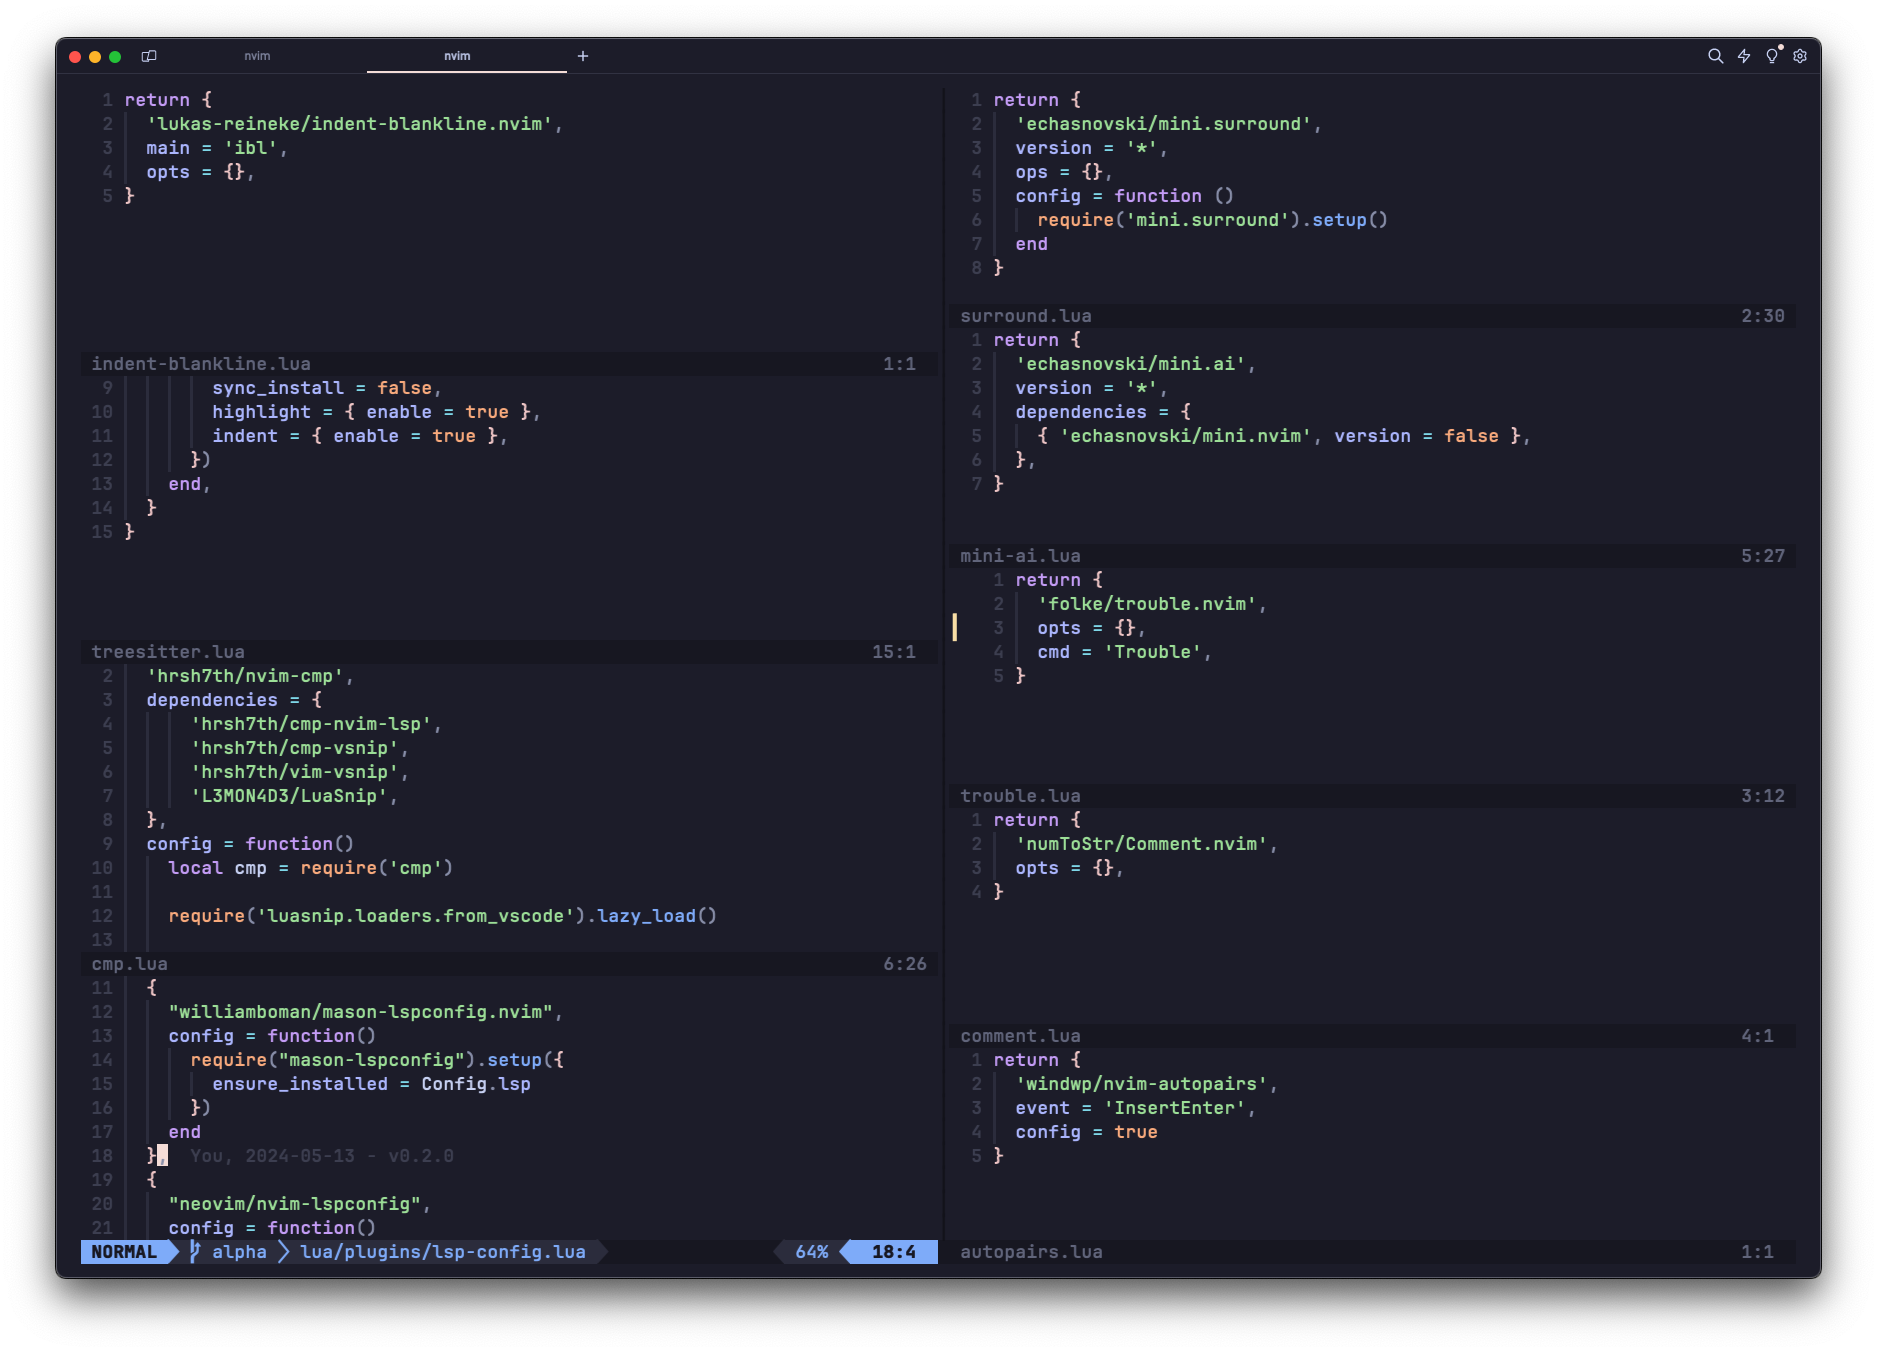 nvim
nvim
+
1 return {
2   'lukas-reineke/indent-blankline.nvim',
3   main = 'ibl',
4   opts = {},
5 }
indent-blankline.lua 1:1
9         sync_install = false,
10        highlight = { enable = true },
11        indent = { enable = true },
12      })
13    end,
14  }
15 }
treesitter.lua 15:1
2   'hrsh7th/nvim-cmp',
3   dependencies = {
4       'hrsh7th/cmp-nvim-lsp',
5       'hrsh7th/cmp-vsnip',
6       'hrsh7th/vim-vsnip',
7       'L3MON4D3/LuaSnip',
8   },
9   config = function()
10    local cmp = require('cmp')
11
12    require('luasnip.loaders.from_vscode').lazy_load()
13
cmp.lua 6:26
11  {
12    "williamboman/mason-lspconfig.nvim",
13    config = function()
14      require("mason-lspconfig").setup({
15        ensure_installed = Config.lsp
16      })
17    end
18  },  You, 2024-05-13 - v0.2.0
19  {
20    "neovim/nvim-lspconfig",
21    config = function()
NORMAL alpha lua/plugins/lsp-config.lua 64% 18:4
1 return {
2   'echasnovski/mini.surround',
3   version = '*',
4   ops = {},
5   config = function ()
6     require('mini.surround').setup()
7   end
8 }
surround.lua 2:30
1 return {
2   'echasnovski/mini.ai',
3   version = '*',
4   dependencies = {
5     { 'echasnovski/mini.nvim', version = false },
6   },
7 }
mini-ai.lua 5:27
1 return {
2   'folke/trouble.nvim',
3   opts = {},
4   cmd = 'Trouble',
5 }
trouble.lua 3:12
1 return {
2   'numToStr/Comment.nvim',
3   opts = {},
4 }
comment.lua 4:1
1 return {
2   'windwp/nvim-autopairs',
3   event = 'InsertEnter',
4   config = true
5 }
autopairs.lua 1:1